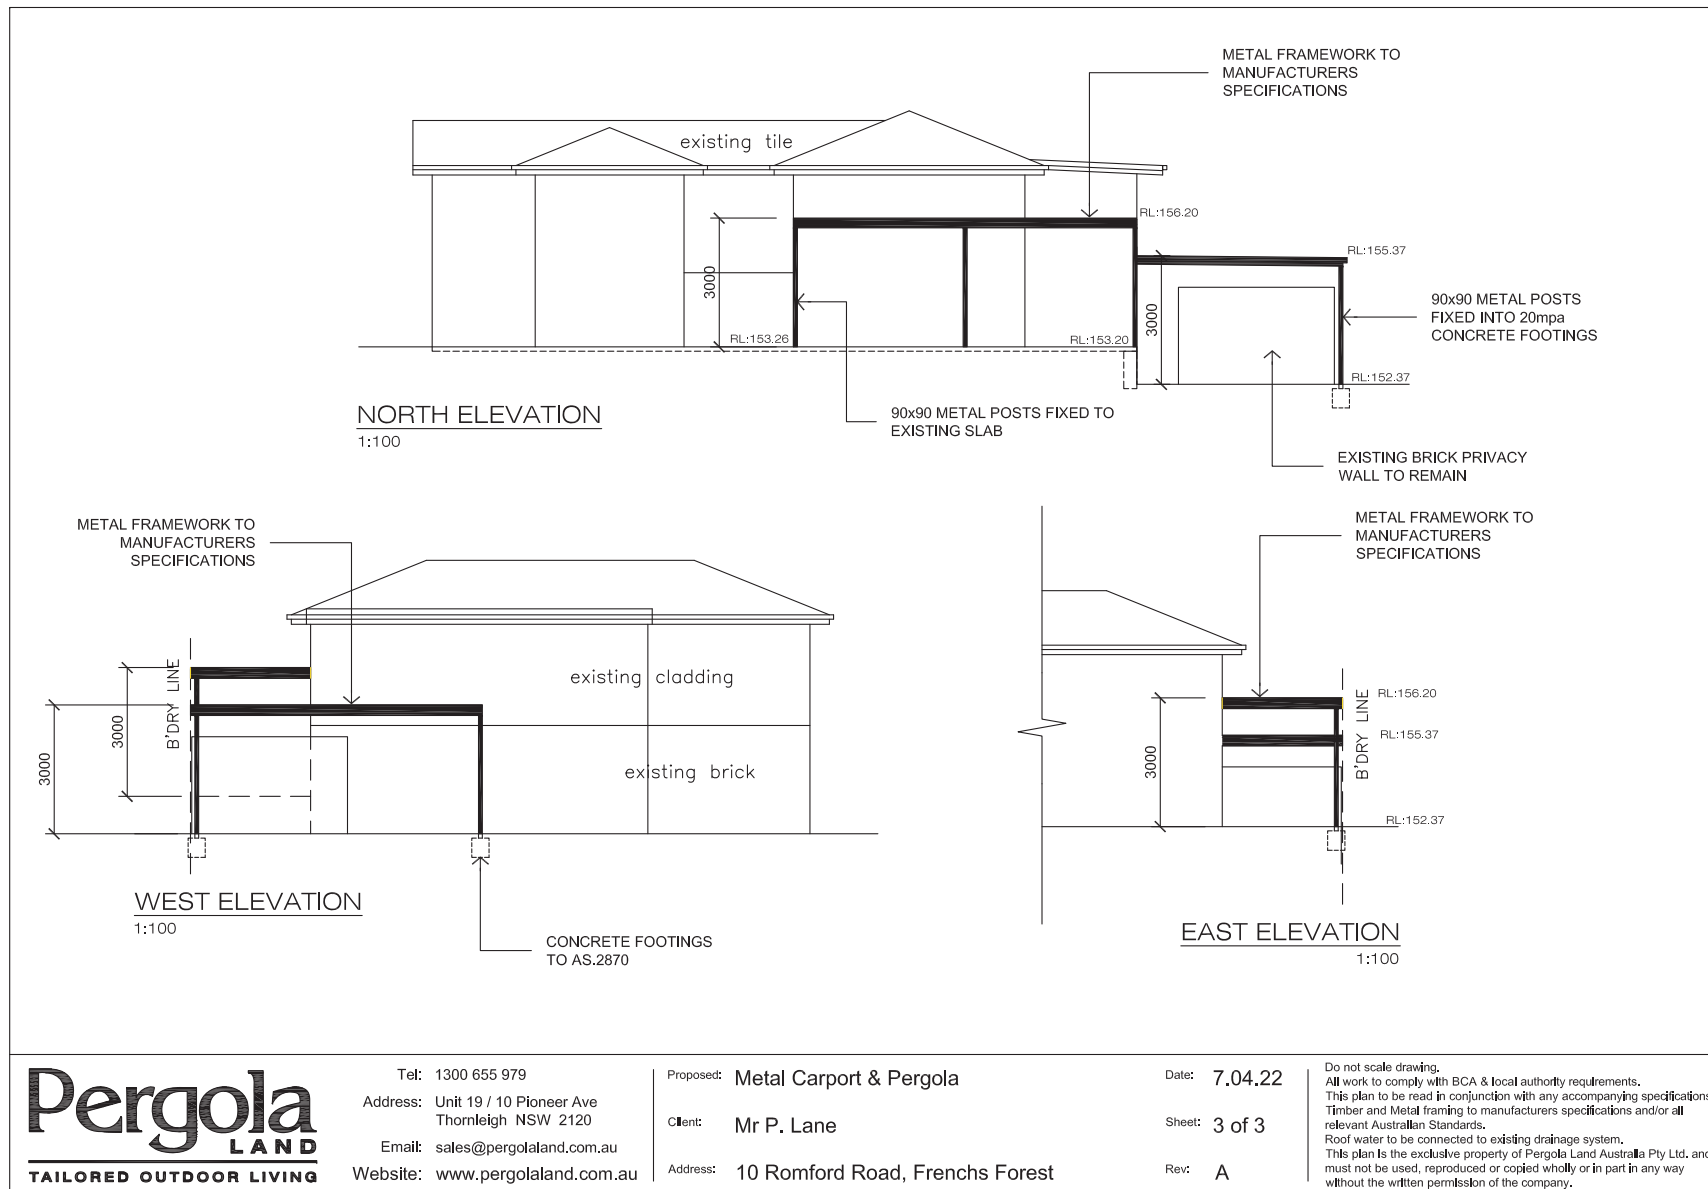 METAL FRAMEWORK TO
MANUFACTURERS
SPECIFICATIONS
existing tile
RL:156.20
RL:155.37
3000
3000
90x90 METAL POSTS
FIXED INTO 20mpa
CONCRETE FOOTINGS
RL:153.26
RL:153.20
RL:152.37
NORTH ELEVATION
1:100
90x90 METAL POSTS FIXED TO
EXISTING SLAB
EXISTING BRICK PRIVACY
WALL TO REMAIN
METAL FRAMEWORK TO
MANUFACTURERS
SPECIFICATIONS
B'DRY LINE
existing cladding
3000
3000
existing brick
WEST ELEVATION
1:100
CONCRETE FOOTINGS
TO AS.2870
METAL FRAMEWORK TO
MANUFACTURERS
SPECIFICATIONS
RL:156.20
B'DRY LINE
RL:155.37
3000
RL:152.37
EAST ELEVATION
1:100
Pergola
LAND
TAILORED OUTDOOR LIVING
Tel: 1300 655 979
Address: Unit 19 / 10 Pioneer Ave
Thornleigh NSW 2120
Email: sales@pergolaland.com.au
Website: www.pergolaland.com.au
Proposed: Metal Carport & Pergola
Client: Mr P. Lane
Address: 10 Romford Road, Frenchs Forest
Date: 7.04.22
Sheet: 3 of 3
Rev: A
Do not scale drawing.
All work to comply with BCA & local authority requirements.
This plan to be read in conjunction with any accompanying specifications
Timber and Metal framing to manufacturers specifications and/or all
relevant Australian Standards.
Roof water to be connected to existing drainage system.
This plan is the exclusive property of Pergola Land Australia Pty Ltd. and
must not be used, reproduced or copied wholly or in part in any way
without the written permission of the company.